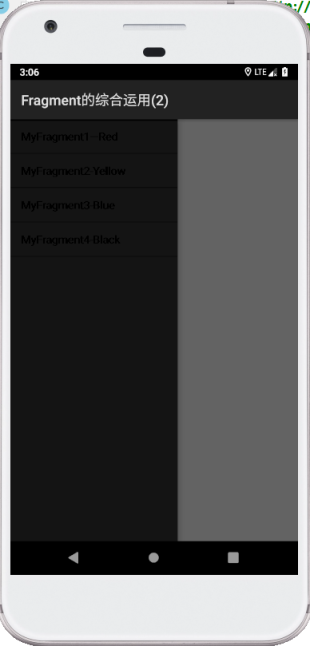 3:06 LTE
Fragment的综合运用(2)
MyFragment1 - Red
MyFragment2-Yellow
MyFragment3-Blue
MyFragment4-Black